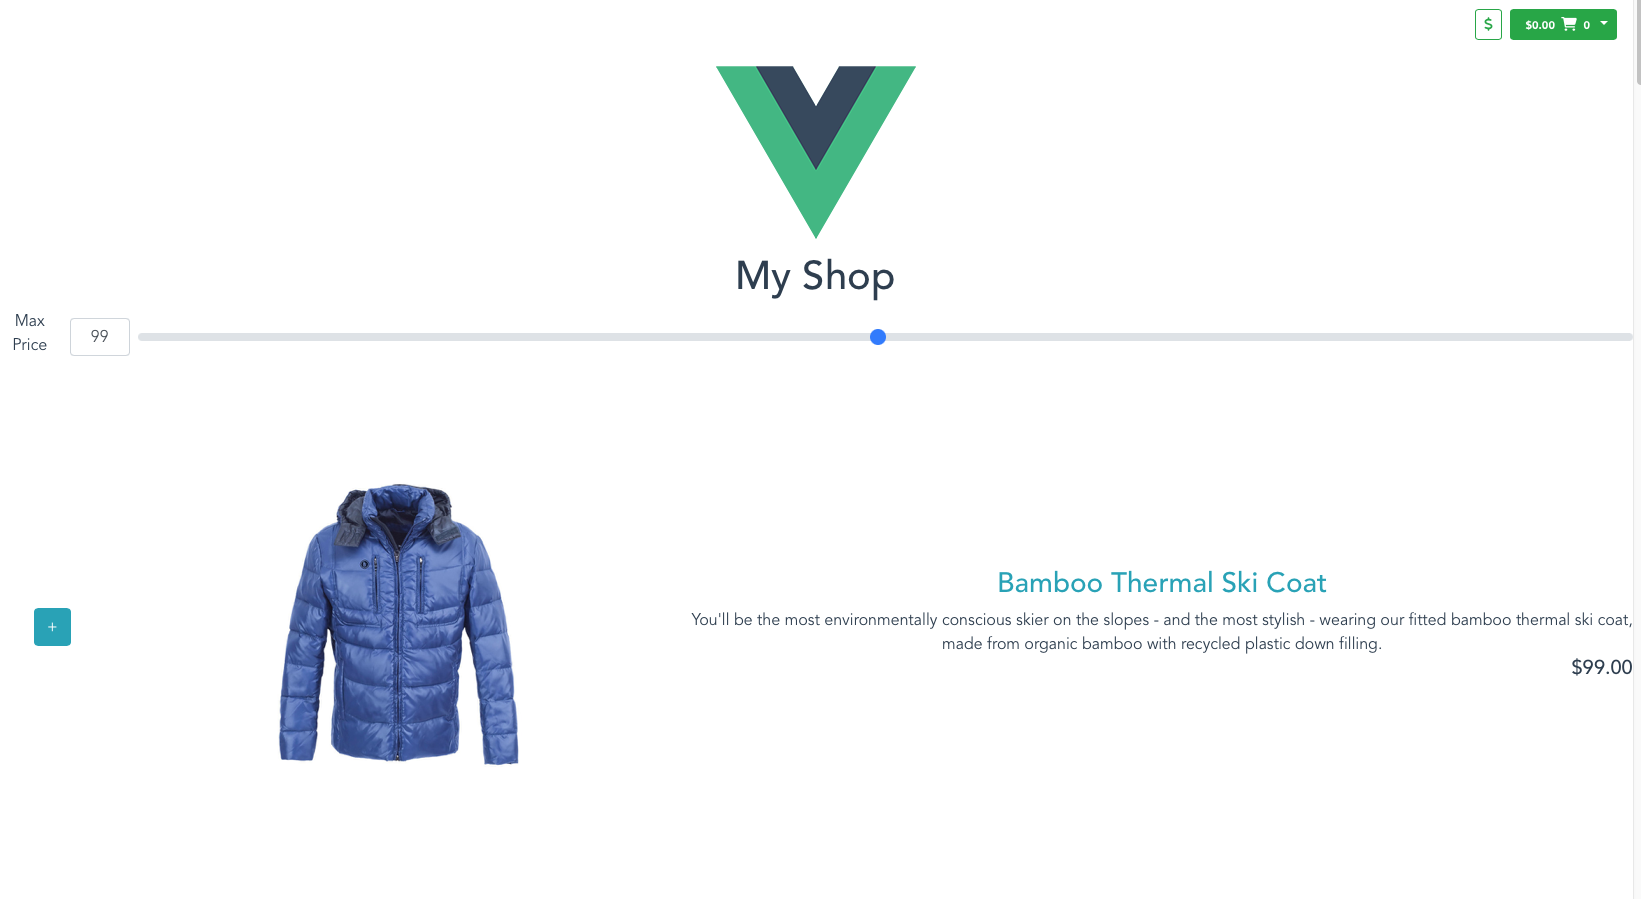 $
$0.00 0
My Shop
Max
Price
99
+
Bamboo Thermal Ski Coat
You'll be the most environmentally conscious skier on the slopes - and the most stylish - wearing our fitted bamboo thermal ski coat,
made from organic bamboo with recycled plastic down filling.
$99.00